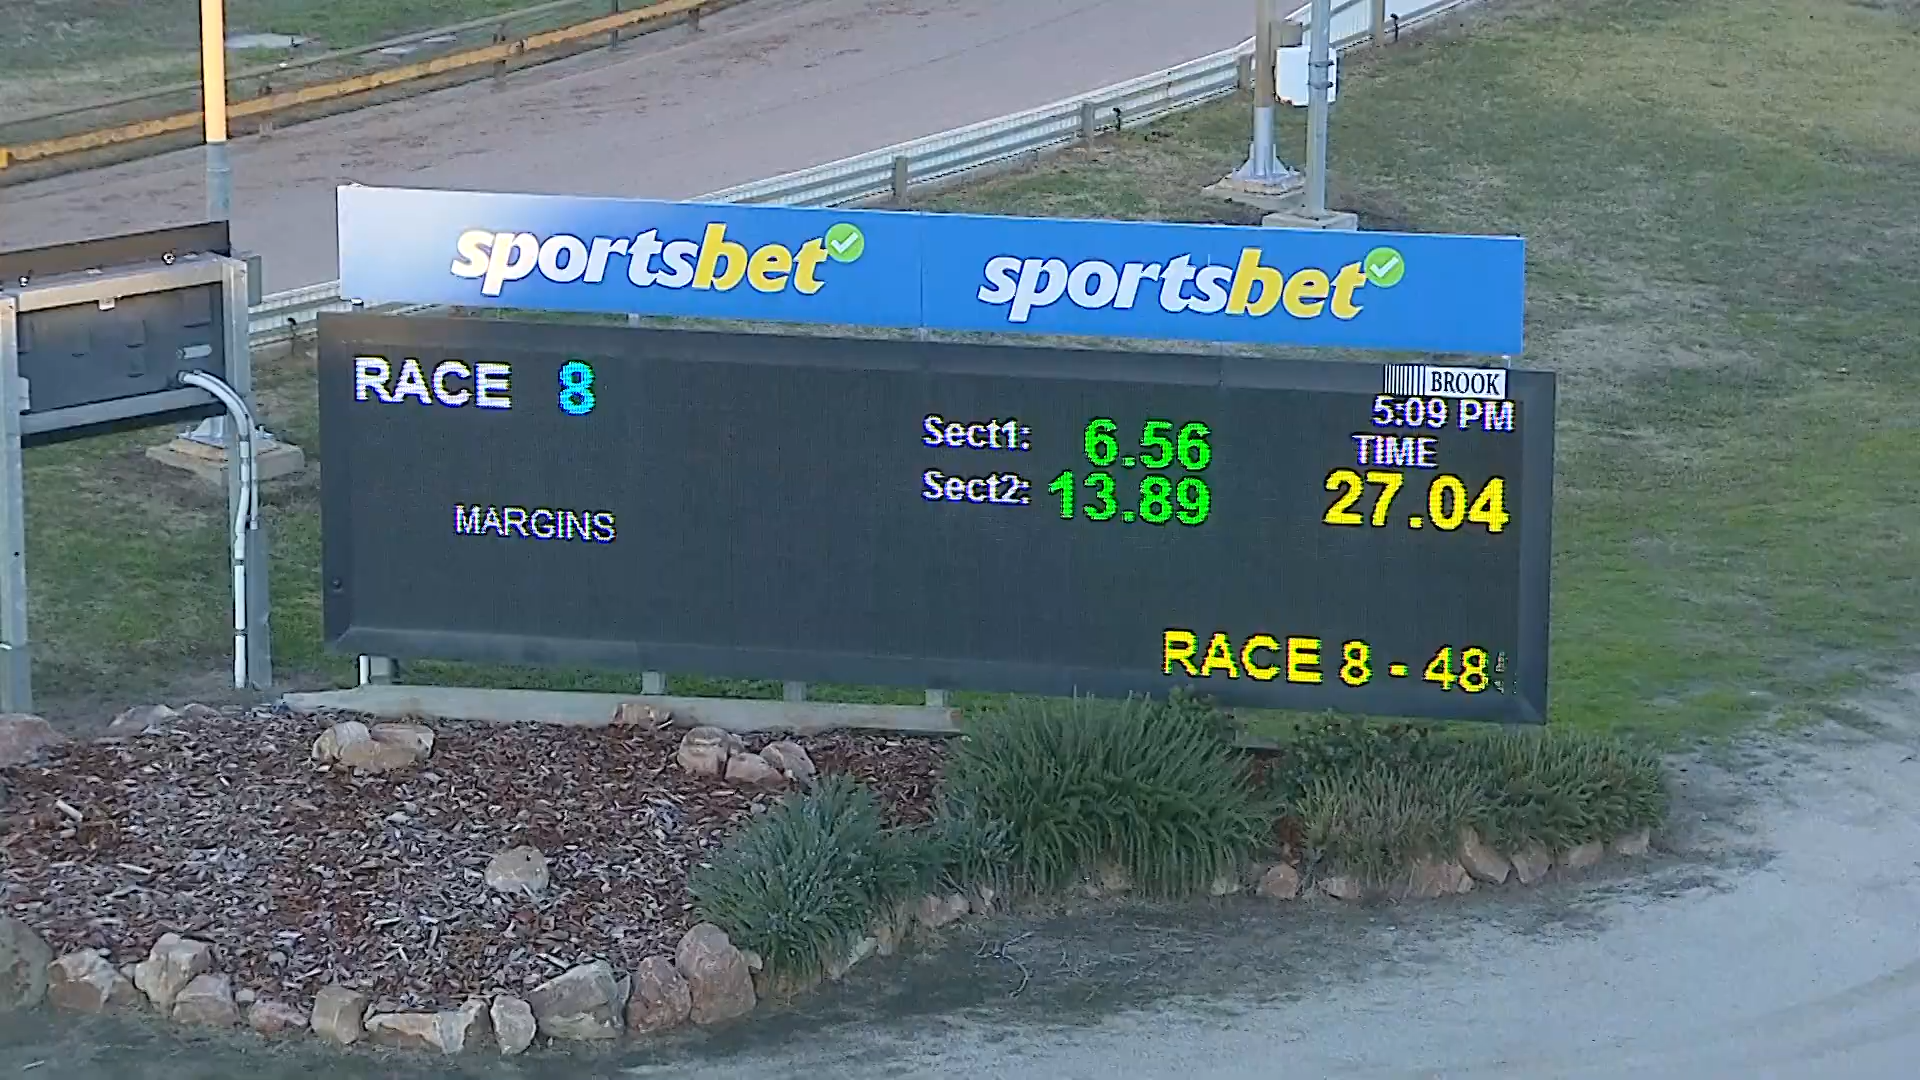 sportsbet sportsbet
RACE 8
BROOK
5:09 PM
Sect1: 6.56
TIME
Sect2: 13.89
27.04
MARGINS
RACE 8 - 48